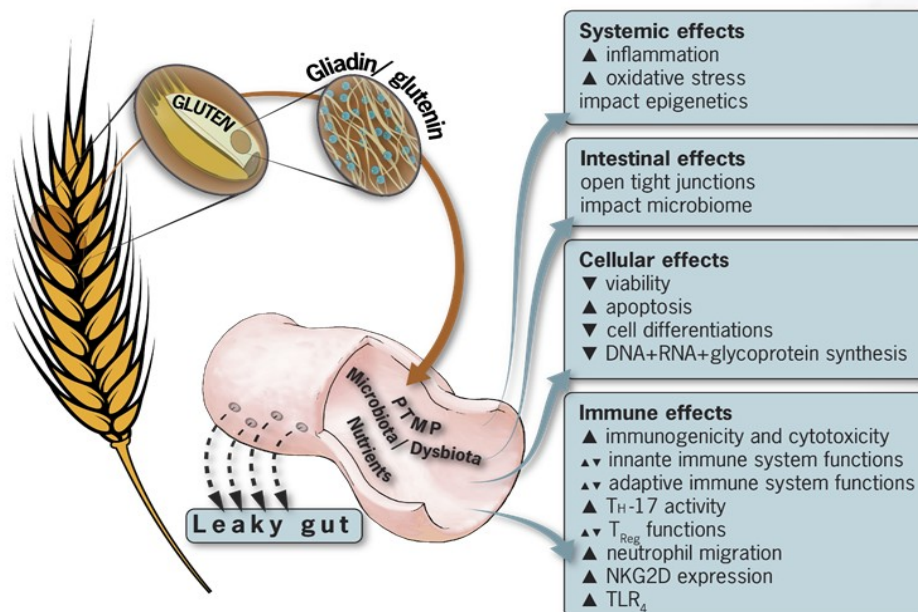 GLUTEN
Gliadin/glutenin
PTMP
Microbiota/Dysbiota
Nutrients
Leaky gut
Systemic effects
▲ inflammation
▲ oxidative stress
impact epigenetics
Intestinal effects
open tight junctions
impact microbiome
Cellular effects
▼ viability
▲ apoptosis
▼ cell differentiations
▼ DNA+RNA+glycoprotein synthesis
Immune effects
▲ immunogenicity and cytotoxicity
▲▼ innante immune system functions
▲▼ adaptive immune system functions
▲ TH-17 activity
▲▼ TReg functions
▲ neutrophil migration
▲ NKG2D expression
▲ TLR4